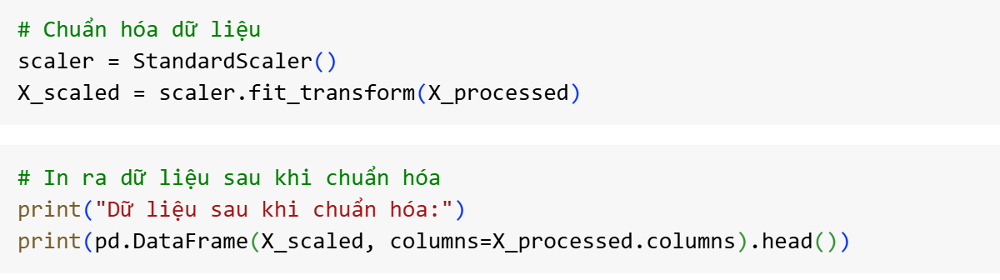 # Chuẩn hóa dữ liệu
scaler = StandardScaler()
X_scaled = scaler.fit_transform(X_processed)
# In ra dữ liệu sau khi chuẩn hóa
print("Dữ liệu sau khi chuẩn hóa:")
print(pd.DataFrame(X_scaled, columns=X_processed.columns).head())